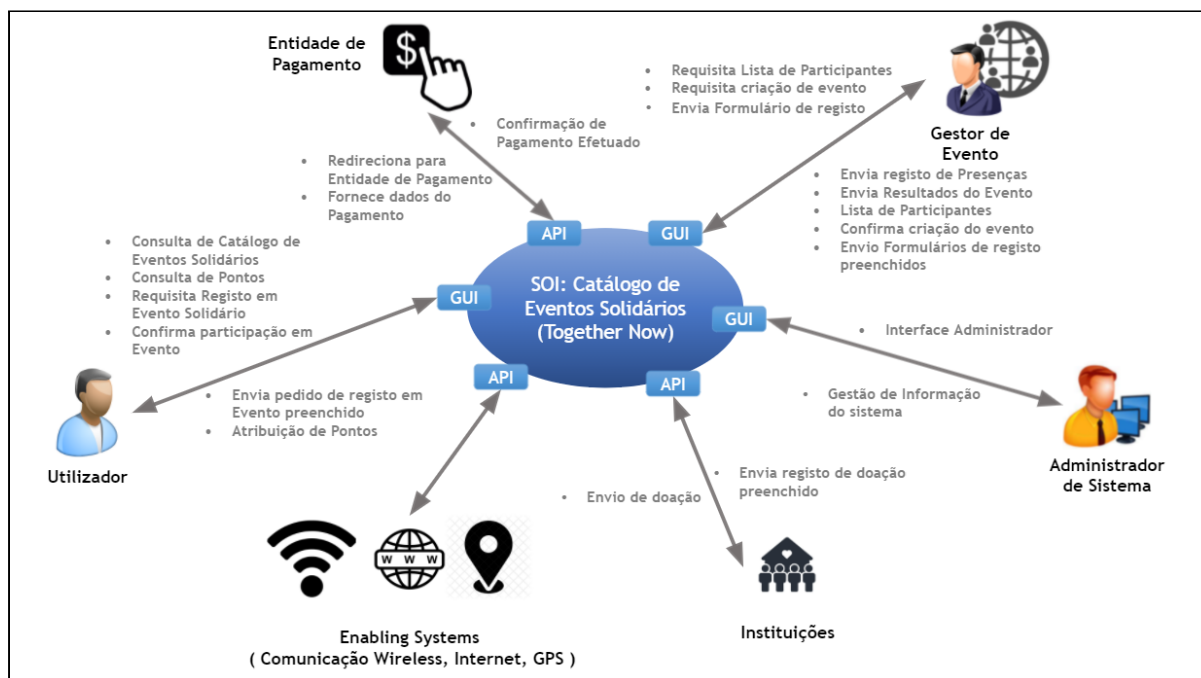 Entidade de
Pagamento
$
• Confirmação de
Pagamento Efetuado
• Redireciona para
Entidade de Pagamento
• Fornece dados do
Pagamento
• Requisita Lista de Participantes
• Requisita criação de evento
• Envia Formulário de registo
Gestor de
Evento
• Envia registo de Presenças
• Envia Resultados do Evento
• Lista de Participantes
• Confirma criação do evento
• Envio Formulários de registo
preenchidos
• Consulta de Catálogo de
Eventos Solidários
• Consulta de Pontos
• Requisita Registo em
Evento Solidário
• Confirma participação em
Evento
API
GUI
GUI
SOI: Catálogo de
Eventos Solidários
(Together Now)
GUI
API
API
• Interface Administrador
• Gestão de Informação
do sistema
Administrador
de Sistema
• Envia pedido de registo em
Evento preenchido
• Atribuição de Pontos
Utilizador
• Envio de doação
• Envia registo de doação
preenchido
W W W
Enabling Systems
( Comunicação Wireless, Internet, GPS )
Instituições